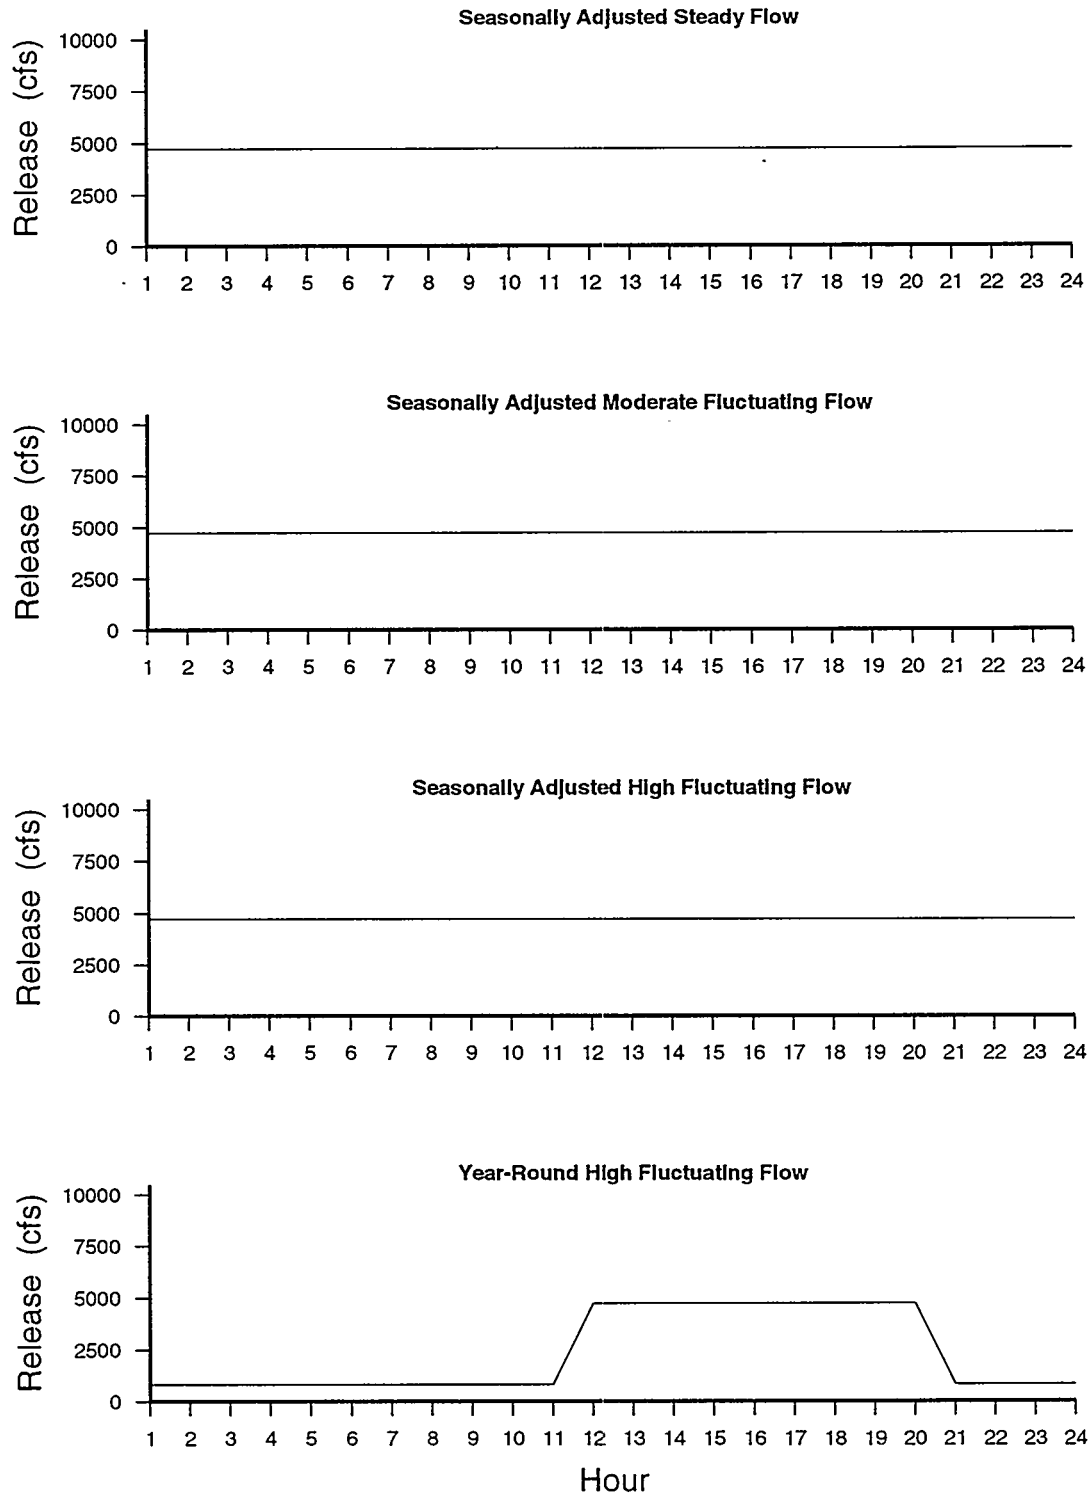 Seasonally Adjusted Steady Flow
Release (cfs)
10000
7500
5000
2500
0
1 2 3 4 5 6 7 8 9 10 11 12 13 14 15 16 17 18 19 20 21 22 23 24
Seasonally Adjusted Moderate Fluctuating Flow
Release (cfs)
10000
7500
5000
2500
0
1 2 3 4 5 6 7 8 9 10 11 12 13 14 15 16 17 18 19 20 21 22 23 24
Seasonally Adjusted High Fluctuating Flow
Release (cfs)
10000
7500
5000
2500
0
1 2 3 4 5 6 7 8 9 10 11 12 13 14 15 16 17 18 19 20 21 22 23 24
Year-Round High Fluctuating Flow
Release (cfs)
10000
7500
5000
2500
0
1 2 3 4 5 6 7 8 9 10 11 12 13 14 15 16 17 18 19 20 21 22 23 24
Hour